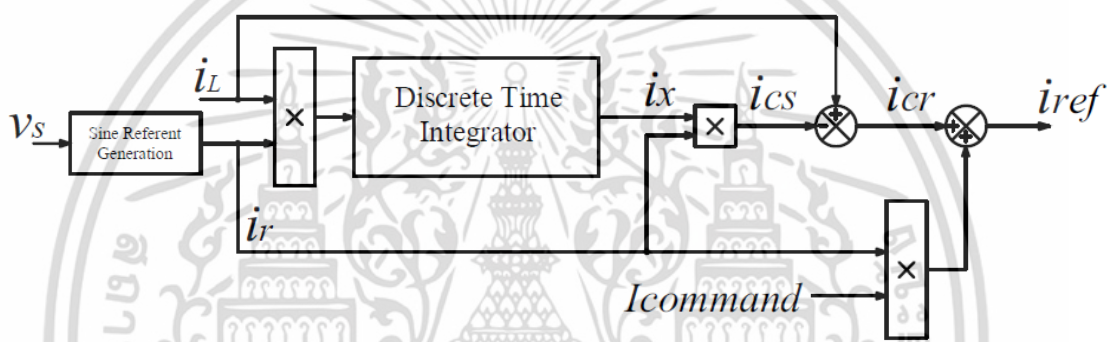 iL
Discrete Time
Integrator
ix
ics
icr
iref
vs
Sine Referent
Generation
×
×
+
-
+
+
ir
×
Icommand